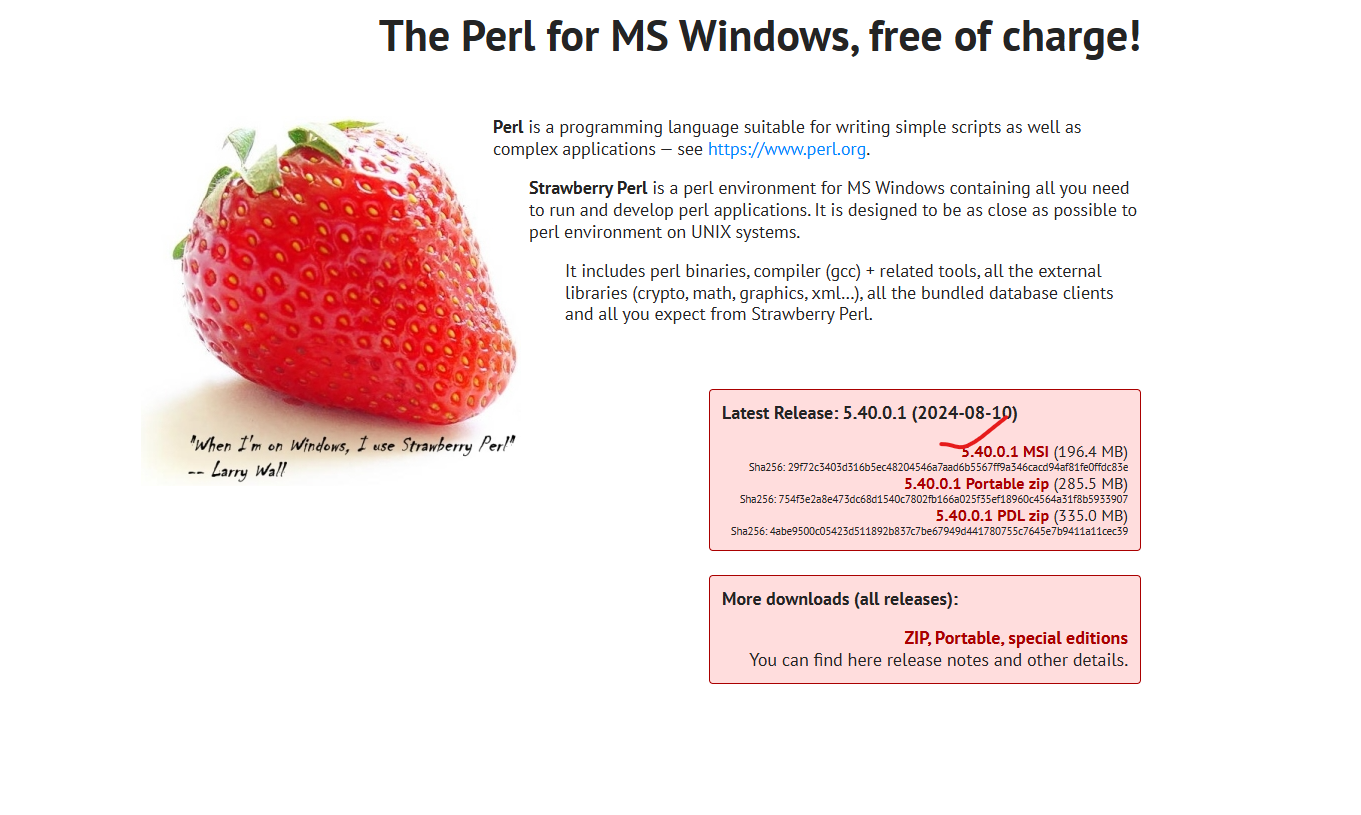 The Perl for MS Windows, free of charge!
Perl is a programming language suitable for writing simple scripts as well as
complex applications — see https://www.perl.org.
Strawberry Perl is a perl environment for MS Windows containing all you need
to run and develop perl applications. It is designed to be as close as possible to
perl environment on UNIX systems.
It includes perl binaries, compiler (gcc) + related tools, all the external
libraries (crypto, math, graphics, xml...), all the bundled database clients
and all you expect from Strawberry Perl.
"When I'm on Windows, I use Strawberry Perl"
-- Larry Wall
Latest Release: 5.40.0.1 (2024-08-10)
5.40.0.1 MSI (196.4 MB)
Sha256: 29f72c3403d316b5ec48204546a7aad6b5567ff9a346cacd94af81fe0ffdc83e
5.40.0.1 Portable zip (285.5 MB)
Sha256: 754f3e2a8e473dc68d1540c7802fb166a025f35ef18960c4564a31f8b5933907
5.40.0.1 PDL zip (335.0 MB)
Sha256: 4abe9500c05423d511892b837c7be67949d441780755c7645e7b9411a11cec39
More downloads (all releases):
ZIP, Portable, special editions
You can find here release notes and other details.